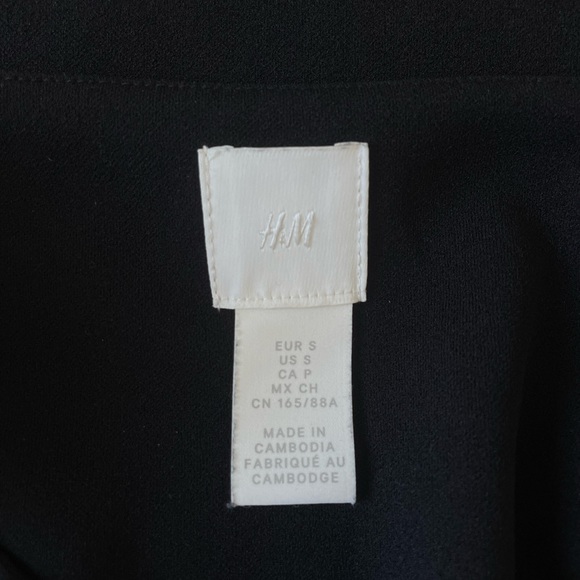 H&M
EUR S
US S
CA P
MX CH
CN 165/88A
MADE IN
CAMBODIA
FABRIQUÉ AU
CAMBODGE